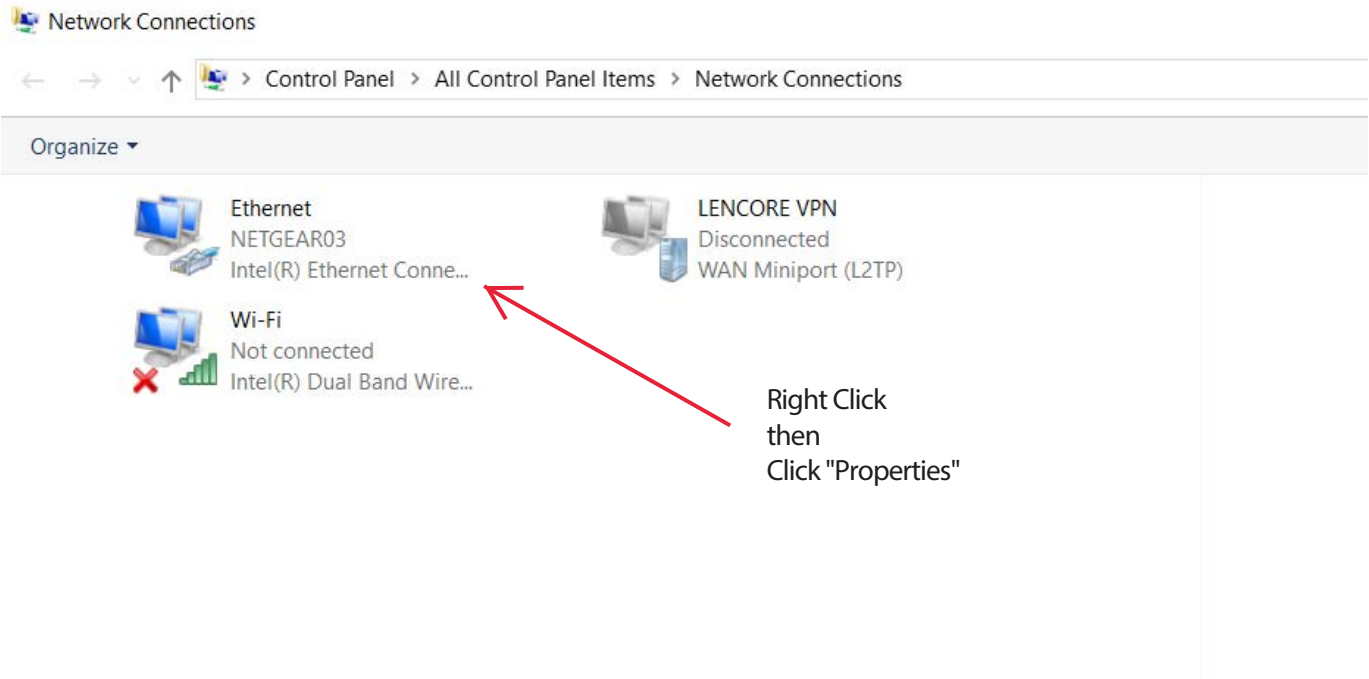 Network Connections
Control Panel > All Control Panel Items > Network Connections
Organize
Ethernet
NETGEAR03
Intel(R) Ethernet Conne...
LENCORE VPN
Disconnected
WAN Miniport (L2TP)
Wi-Fi
Not connected
Intel(R) Dual Band Wire...
Right Click
then
Click "Properties"